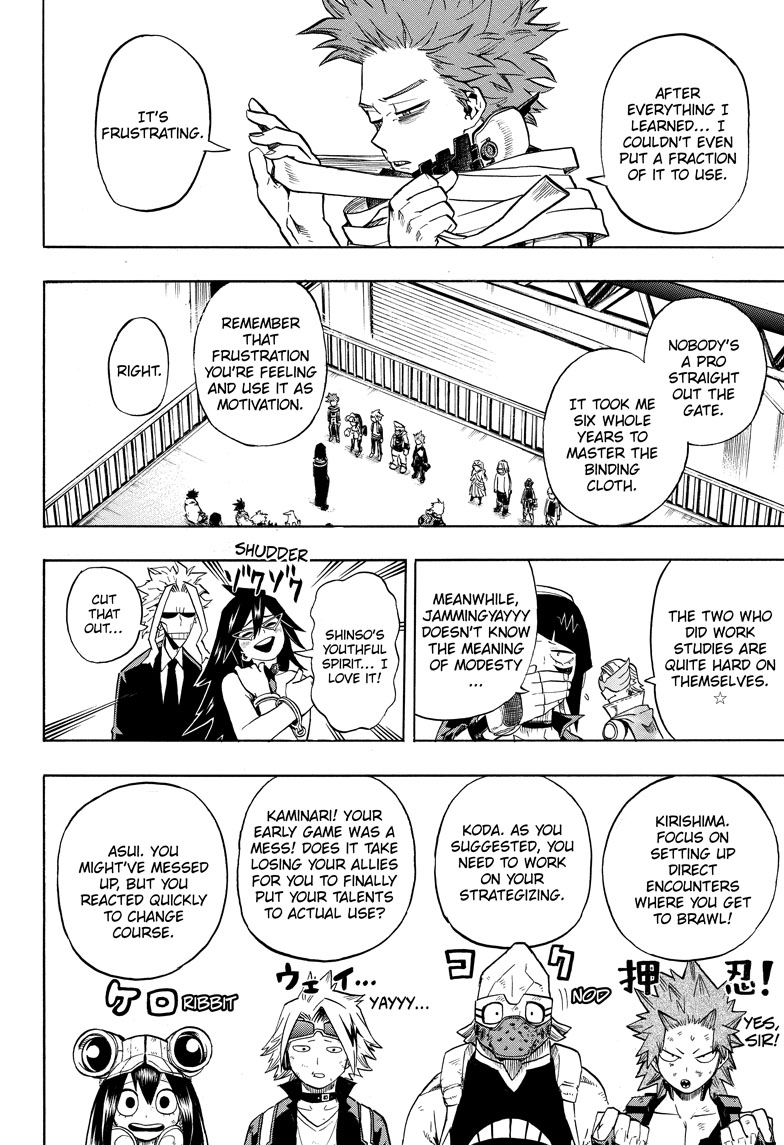 AFTER
EVERYTHING I
LEARNED... I
COULDN'T EVEN
PUT A FRACTION
OF IT TO USE.
IT'S
FRUSTRATING.
NOBODY'S
A PRO
STRAIGHT
OUT THE
GATE.
IT TOOK ME
SIX WHOLE
YEARS TO
MASTER THE
BINDING
CLOTH.
REMEMBER
THAT
FRUSTRATION
YOU'RE FEELING
AND USE IT AS
MOTIVATION.
RIGHT.
THE TWO WHO
DID WORK
STUDIES ARE
QUITE HARD ON
THEMSELVES.
☆
MEANWHILE,
JAMMINGYAYYY
DOESN'T KNOW
THE MEANING
OF MODESTY
...
SHINSO'S
YOUTHFUL
SPIRIT... I
LOVE IT!
SHUDDER
ゾクゾク
CUT
THAT
OUT...
KIRISHIMA.
FOCUS ON
SETTING UP
DIRECT
ENCOUNTERS
WHERE YOU GET
TO BRAWL!
押忍!
YES,
SIR!
KODA. AS YOU
SUGGESTED, YOU
NEED TO WORK
ON YOUR
STRATEGIZING.
コク
NOD
KAMINARI! YOUR
EARLY GAME WAS A
MESS! DOES IT TAKE
LOSING YOUR ALLIES
FOR YOU TO FINALLY
PUT YOUR TALENTS
TO ACTUAL USE?
ウェイ...
YAYYY...
ASUI. YOU
MIGHT'VE MESSED
UP, BUT YOU
REACTED QUICKLY
TO CHANGE
COURSE.
ケロ
RIBBIT